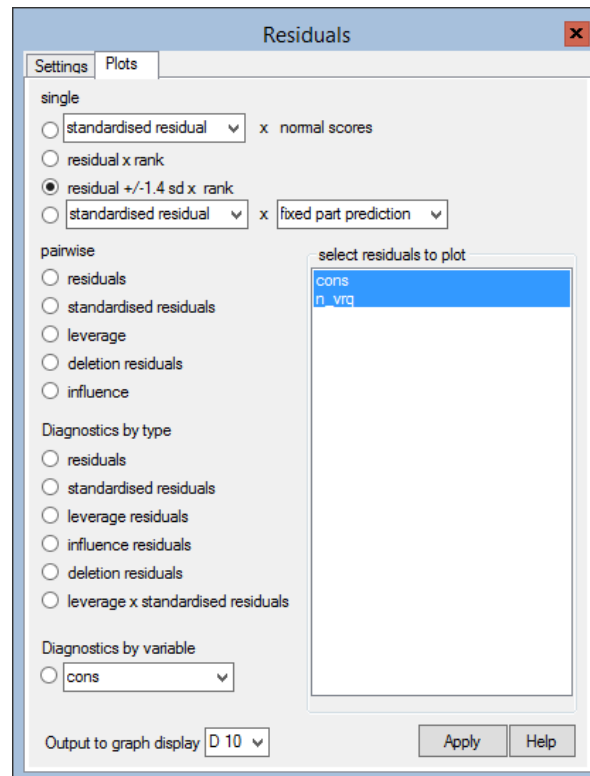 Residuals
Settings Plots
single
standardised residual x normal scores
residual x rank
residual +/-1.4 sd x rank
standardised residual x fixed part prediction
pairwise
residuals
standardised residuals
leverage
deletion residuals
influence
select residuals to plot
cons
n_vrq
Diagnostics by type
residuals
standardised residuals
leverage residuals
influence residuals
deletion residuals
leverage x standardised residuals
Diagnostics by variable
cons
Output to graph display D 10 Apply Help